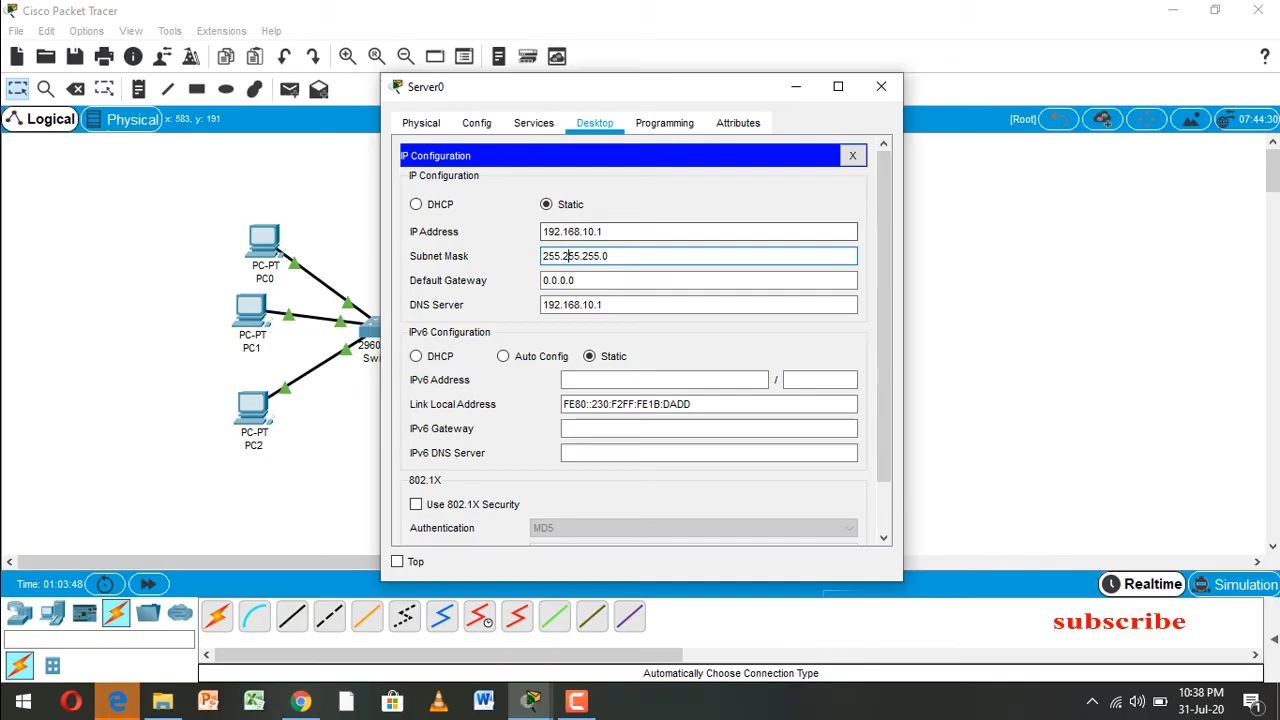 Cisco Packet Tracer
File Edit Options View Tools Extensions Help
Logical Physical x: 583, y: 191 [Root] 07:44:30
PC-PT
PC0
PC-PT
PC1
PC-PT
PC2
2960
Swi
Server0
Physical Config Services Desktop Programming Attributes
IP Configuration X
IP Configuration
DHCP Static
IP Address 192.168.10.1
Subnet Mask 255.255.255.0
Default Gateway 0.0.0.0
DNS Server 192.168.10.1
IPv6 Configuration
DHCP Auto Config Static
IPv6 Address /
Link Local Address FE80::230:F2FF:FE1B:DADD
IPv6 Gateway
IPv6 DNS Server
802.1X
Use 802.1X Security
Authentication MD5
Top
Time: 01:03:48 Realtime Simulation
subscribe
Automatically Choose Connection Type
10:38 PM
31-Jul-20
1